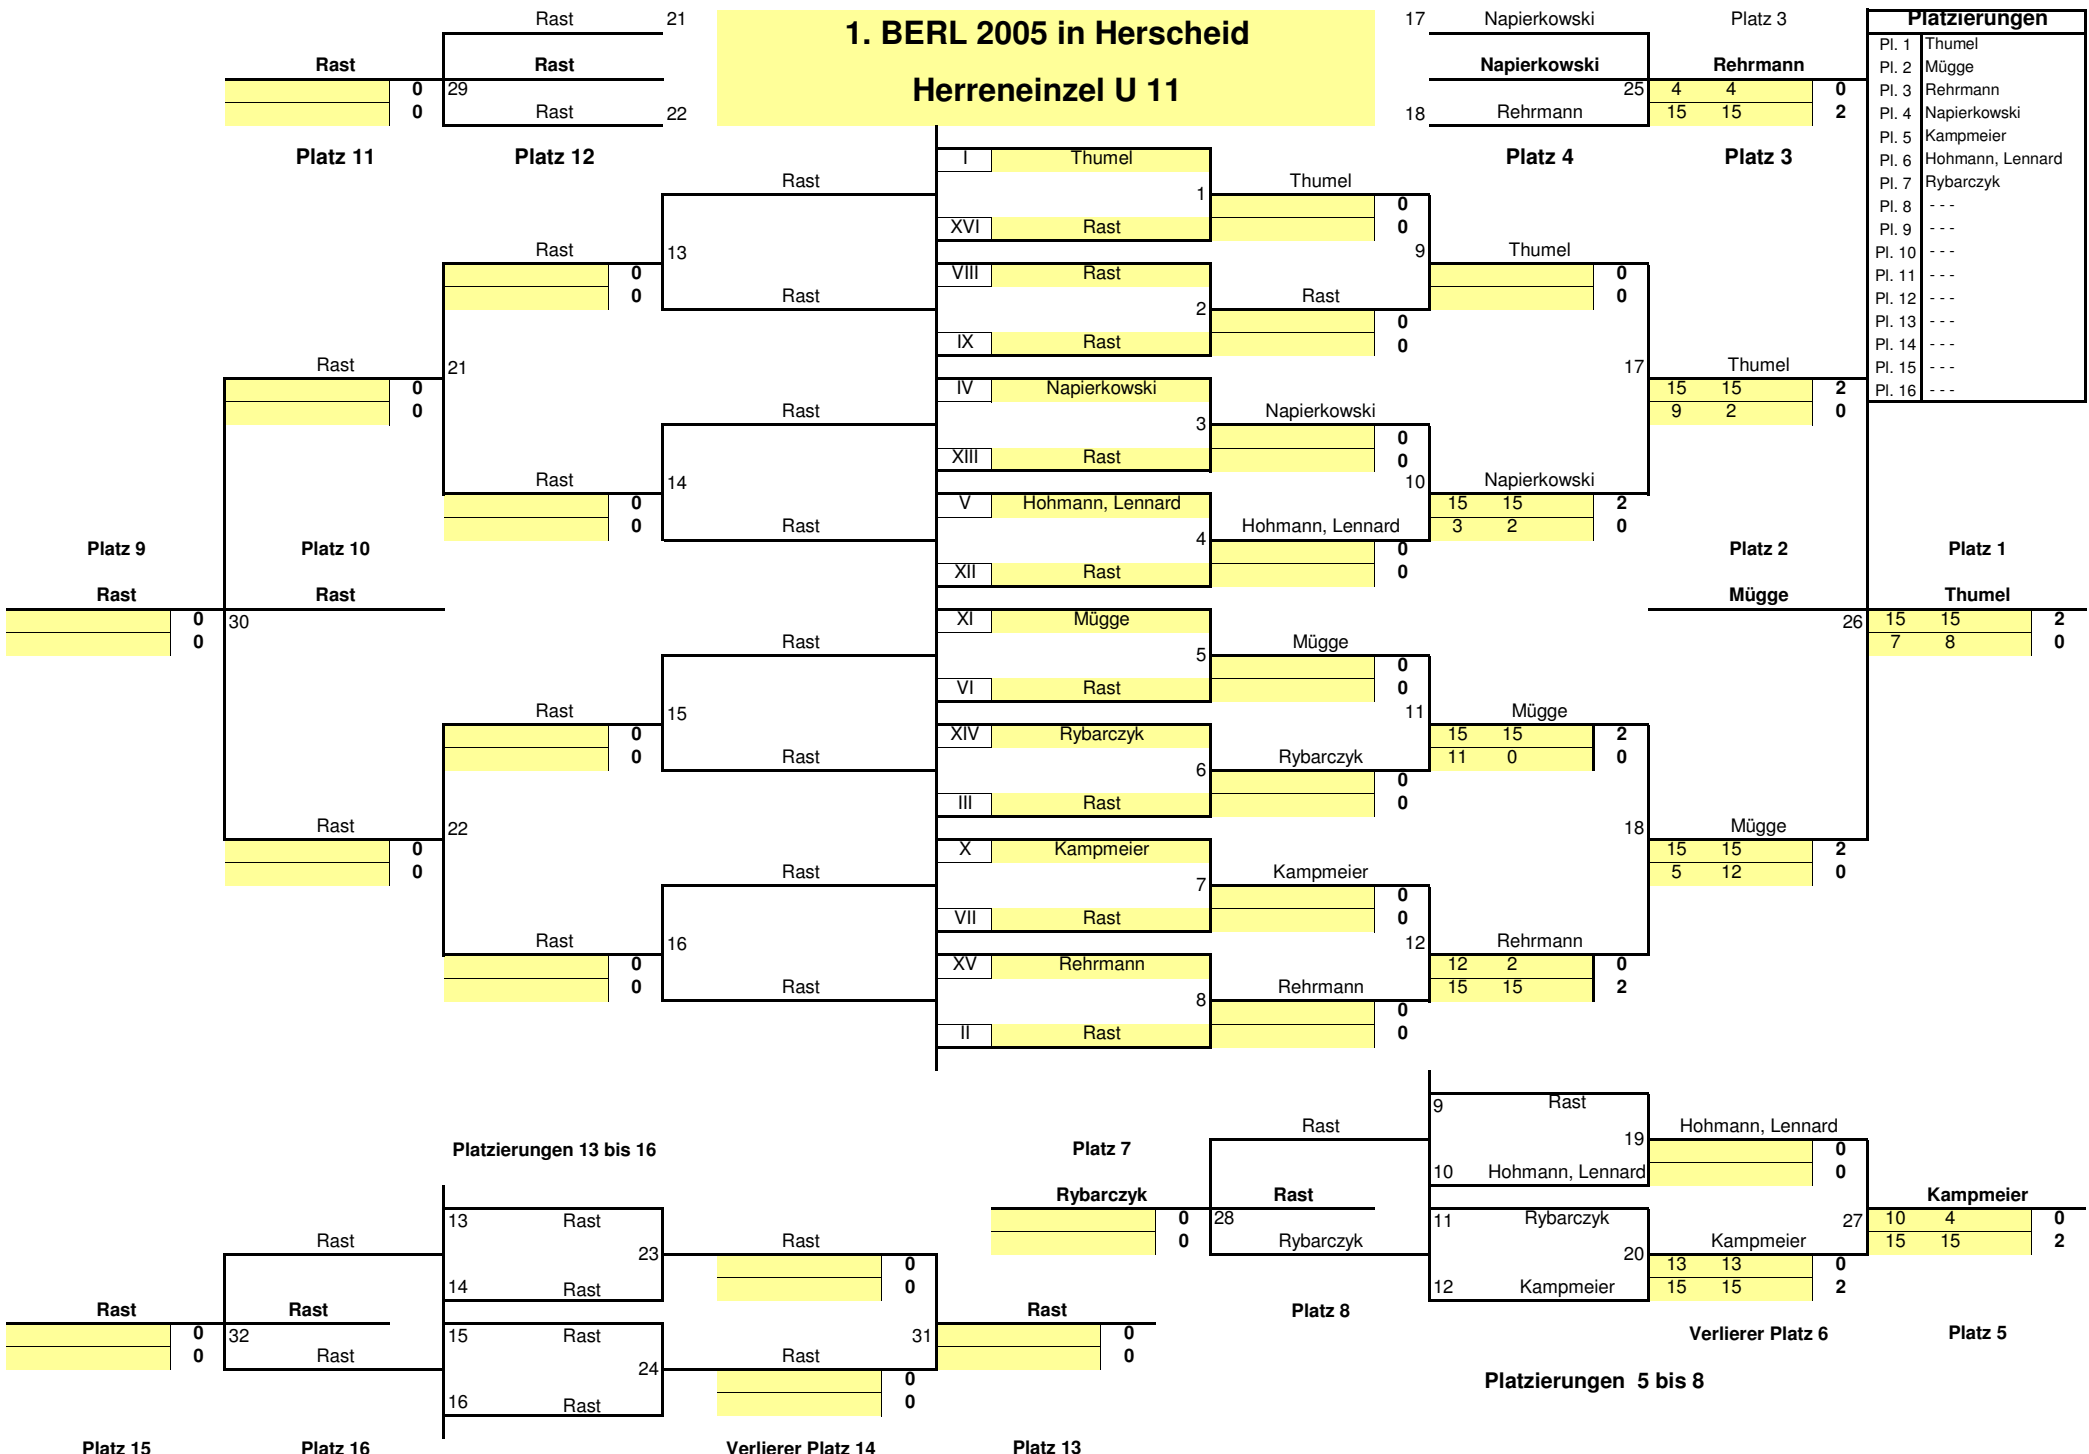 Rast 21 1. BERL 2005 in Herscheid 17 Napierkowski Platz 3 Platzierungen
Pl. 1 Thumel
Rast Rast Napierkowski Rehrmann Pl. 2 Mügge
0 29 Herreneinzel U 11 25 4 4 0 Pl. 3 Rehrmann
0 Rast 22 18 Rehrmann 15 15 2 Pl. 4 Napierkowski
Pl. 5 Kampmeier
Platz 11 Platz 12 I Thumel Platz 4 Platz 3 Pl. 6 Hohmann, Lennard
Rast 1 Thumel Pl. 7 Rybarczyk
0 Pl. 8 - - -
XVI Rast 0 Pl. 9 - - -
Rast 13 9 Thumel Pl. 10 - - -
0 VIII Rast 0 Pl. 11 - - -
0 Rast 2 Rast 0 Pl. 12 - - -
0 Pl. 13 - - -
IX Rast 0 Pl. 14 - - -
Rast 21 17 Thumel Pl. 15 - - -
0 IV Napierkowski 15 15 2 Pl. 16 - - -
0 Rast 3 Napierkowski 9 2 0
0
XIII Rast 0
Rast 14 10 Napierkowski
0 V Hohmann, Lennard 15 15 2
0 Rast 4 Hohmann, Lennard 3 2 0
Platz 9 Platz 10 0 Platz 2 Platz 1
XII Rast 0
Rast Rast Mügge Thumel
0 30 XI Mügge 26 15 15 2
0 Rast 5 Mügge 7 8 0
0
VI Rast 0
Rast 15 11 Mügge
0 XIV Rybarczyk 15 15 2
0 Rast 6 Rybarczyk 11 0 0
0
III Rast 0
Rast 22 18 Mügge
0 X Kampmeier 15 15 2
0 Rast 7 Kampmeier 5 12 0
0
VII Rast 0
Rast 16 12 Rehrmann
0 XV Rehrmann 12 2 0
0 Rast 8 Rehrmann 15 15 2
0
II Rast 0
9 Rast
Rast 19 Hohmann, Lennard
Platzierungen 13 bis 16 Platz 7 0
10 Hohmann, Lennard 0
Rybarczyk Rast Kampmeier
13 Rast 0 28 11 Rybarczyk 27 10 4 0
Rast 23 Rast 0 Rybarczyk 20 Kampmeier 15 15 2
0 13 13 0
14 Rast 0 12 Kampmeier 15 15 2
Rast Rast Rast Platz 8
0 32 15 Rast 31 0 Verlierer Platz 6 Platz 5
0 Rast 24 Rast 0
0 Platzierungen 5 bis 8
16 Rast 0
Platz 15 Platz 16 Verlierer Platz 14 Platz 13